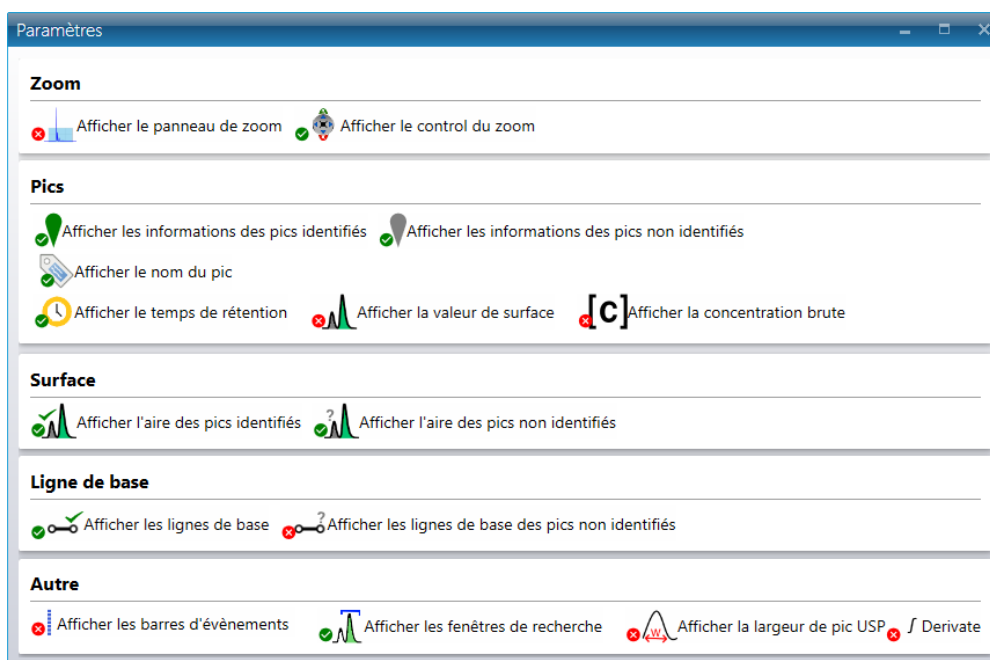 Paramètres
Zoom
Afficher le panneau de zoom Afficher le control du zoom
Pics
Afficher les informations des pics identifiés Afficher les informations des pics non identifiés
Afficher le nom du pic
Afficher le temps de rétention Afficher la valeur de surface [C] Afficher la concentration brute
Surface
Afficher l'aire des pics identifiés ? Afficher l'aire des pics non identifiés
Ligne de base
Afficher les lignes de base ? Afficher les lignes de base des pics non identifiés
Autre
Afficher les barres d'évènements Afficher les fenêtres de recherche W Afficher la largeur de pic USP ∫ Derivate